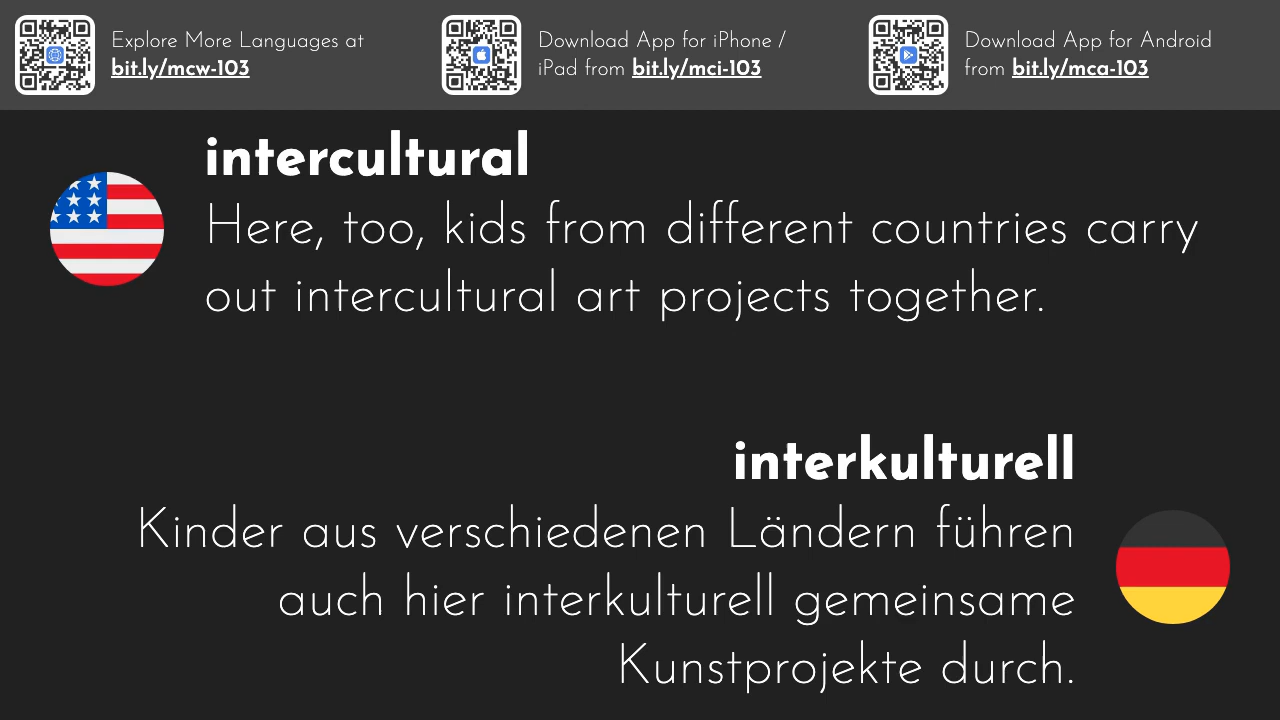 Explore More Languages at
bit.ly/mcw-103
Download App for iPhone /
iPad from bit.ly/mci-103
Download App for Android
from bit.ly/mca-103
intercultural
Here, too, kids from different countries carry
out intercultural art projects together.
interkulturell
Kinder aus verschiedenen Ländern führen
auch hier interkulturell gemeinsame
Kunstprojekte durch.